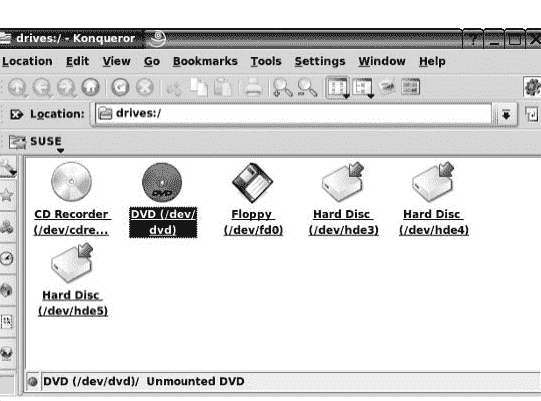 drives:/ - Konqueror
Location Edit View Go Bookmarks Tools Settings Window Help
Location: drives:/
SUSE
CD Recorder
(/dev/cdre...
DVD (/dev/
dvd)
Floppy
(/dev/fd0)
Hard Disc
(/dev/hde3)
Hard Disc
(/dev/hde4)
Hard Disc
(/dev/hde5)
DVD (/dev/dvd)/ Unmounted DVD